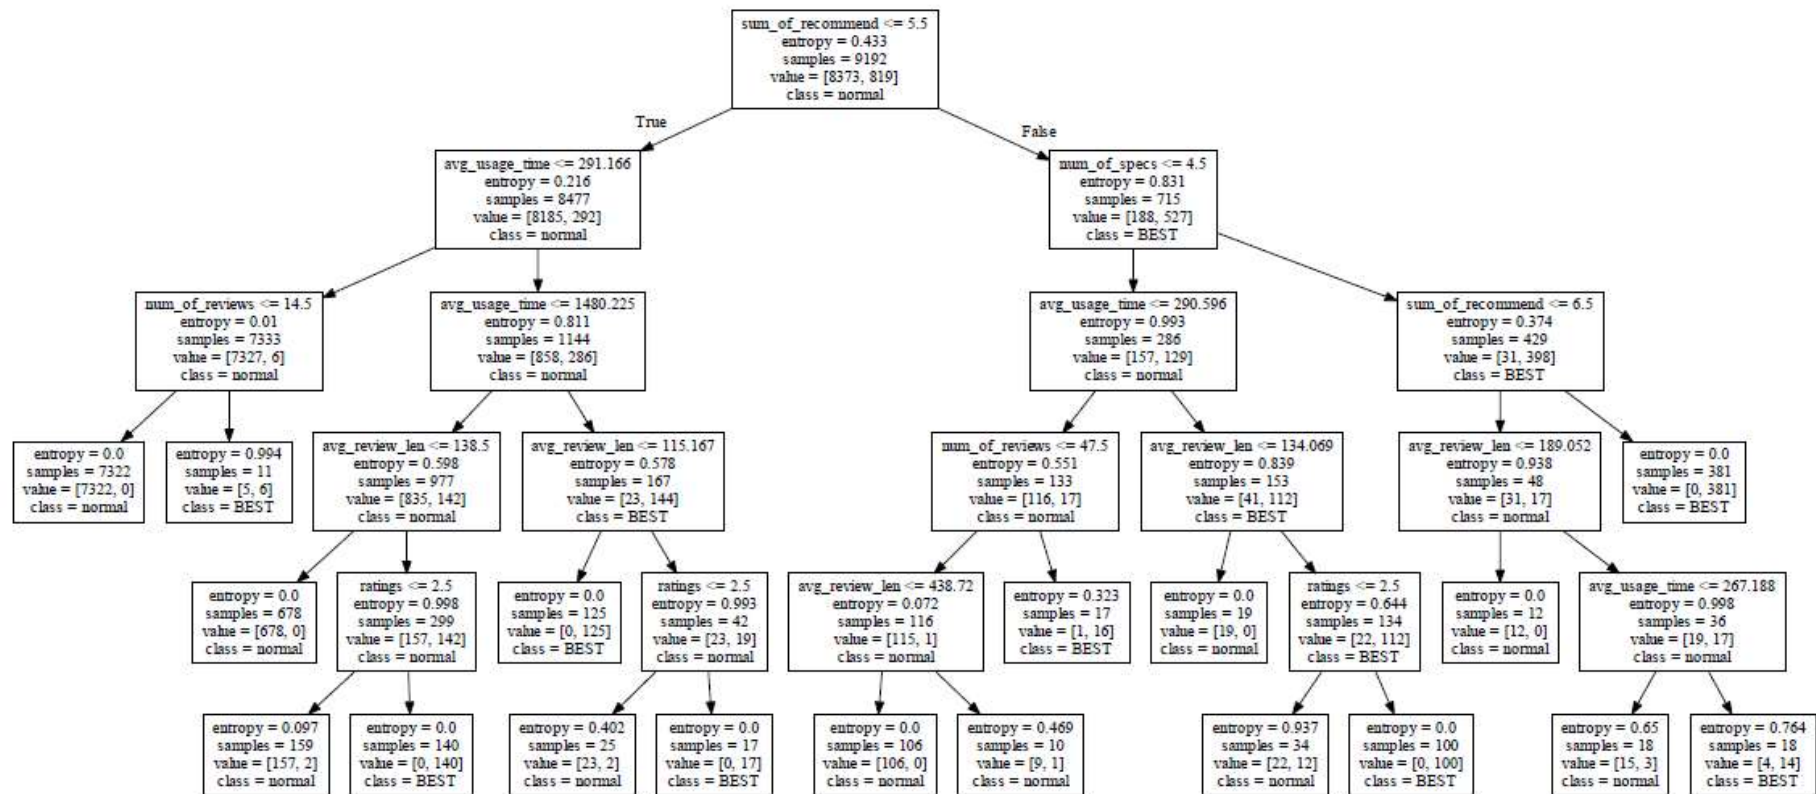 sum_of_recommend <= 5.5
entropy = 0.433
samples = 9192
value = [8373, 819]
class = normal
True
False
avg_usage_time <= 291.166
entropy = 0.216
samples = 8477
value = [8185, 292]
class = normal
num_of_specs <= 4.5
entropy = 0.831
samples = 715
value = [188, 527]
class = BEST
num_of_reviews <= 14.5
entropy = 0.01
samples = 7333
value = [7327, 6]
class = normal
avg_usage_time <= 1480.225
entropy = 0.811
samples = 1144
value = [858, 286]
class = normal
avg_usage_time <= 290.596
entropy = 0.993
samples = 286
value = [157, 129]
class = normal
sum_of_recommend <= 6.5
entropy = 0.374
samples = 429
value = [31, 398]
class = BEST
entropy = 0.0
samples = 7322
value = [7322, 0]
class = normal
entropy = 0.994
samples = 11
value = [5, 6]
class = BEST
avg_review_len <= 138.5
entropy = 0.598
samples = 977
value = [835, 142]
class = normal
avg_review_len <= 115.167
entropy = 0.578
samples = 167
value = [23, 144]
class = BEST
num_of_reviews <= 47.5
entropy = 0.551
samples = 133
value = [116, 17]
class = normal
avg_review_len <= 134.069
entropy = 0.839
samples = 153
value = [41, 112]
class = BEST
avg_review_len <= 189.052
entropy = 0.938
samples = 48
value = [31, 17]
class = normal
entropy = 0.0
samples = 381
value = [0, 381]
class = BEST
entropy = 0.0
samples = 678
value = [678, 0]
class = normal
ratings <= 2.5
entropy = 0.998
samples = 299
value = [157, 142]
class = normal
entropy = 0.0
samples = 125
value = [0, 125]
class = BEST
ratings <= 2.5
entropy = 0.993
samples = 42
value = [23, 19]
class = normal
avg_review_len <= 438.72
entropy = 0.072
samples = 116
value = [115, 1]
class = normal
entropy = 0.323
samples = 17
value = [1, 16]
class = BEST
entropy = 0.0
samples = 19
value = [19, 0]
class = normal
ratings <= 2.5
entropy = 0.644
samples = 134
value = [22, 112]
class = BEST
entropy = 0.0
samples = 12
value = [12, 0]
class = normal
avg_usage_time <= 267.188
entropy = 0.998
samples = 36
value = [19, 17]
class = normal
entropy = 0.097
samples = 159
value = [157, 2]
class = normal
entropy = 0.0
samples = 140
value = [0, 140]
class = BEST
entropy = 0.402
samples = 25
value = [23, 2]
class = normal
entropy = 0.0
samples = 17
value = [0, 17]
class = BEST
entropy = 0.0
samples = 106
value = [106, 0]
class = normal
entropy = 0.469
samples = 10
value = [9, 1]
class = normal
entropy = 0.937
samples = 34
value = [22, 12]
class = normal
entropy = 0.0
samples = 100
value = [0, 100]
class = BEST
entropy = 0.65
samples = 18
value = [15, 3]
class = normal
entropy = 0.764
samples = 18
value = [4, 14]
class = BEST